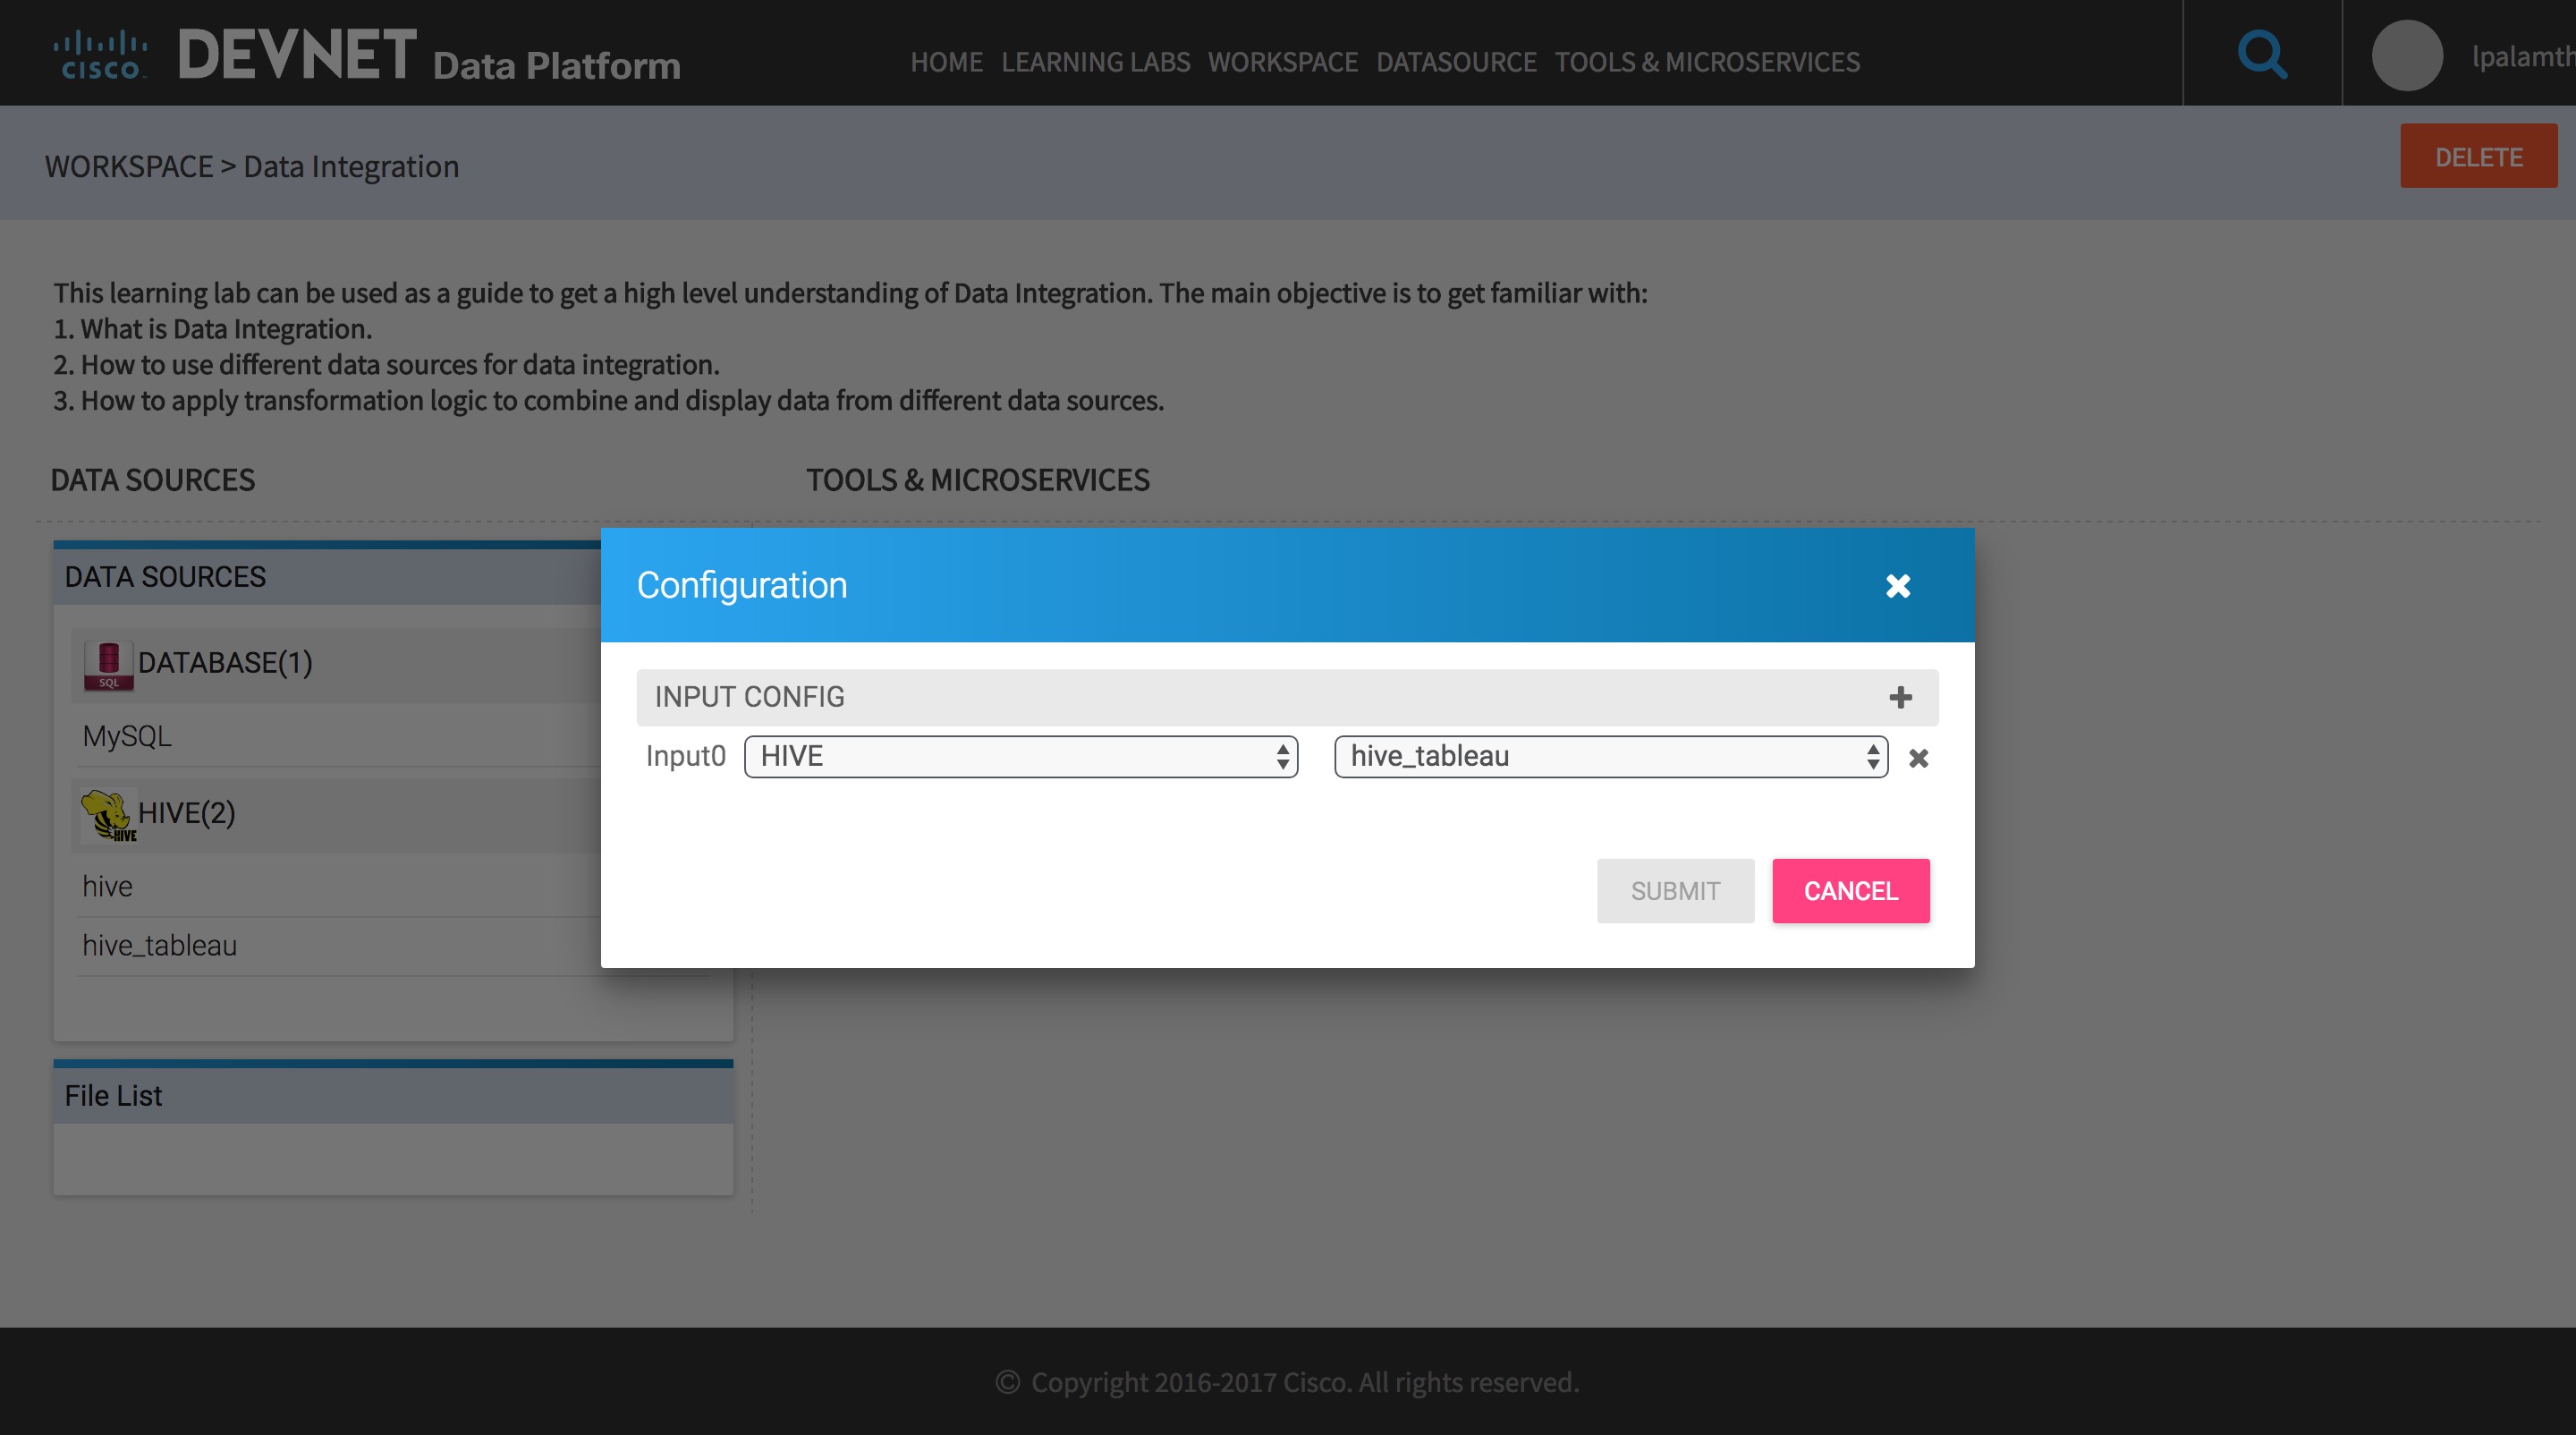 CISCO DEVNET Data Platform
HOME LEARNING LABS WORKSPACE DATASOURCE TOOLS & MICROSERVICES
lpalamth
WORKSPACE > Data Integration
DELETE
This learning lab can be used as a guide to get a high level understanding of Data Integration. The main objective is to get familiar with:
1. What is Data Integration.
2. How to use different data sources for data integration.
3. How to apply transformation logic to combine and display data from different data sources.
DATA SOURCES
TOOLS & MICROSERVICES
DATA SOURCES
SQL DATABASE(1)
MySQL
HIVE HIVE(2)
hive
hive_tableau
File List
Configuration
INPUT CONFIG
Input0 HIVE hive_tableau
SUBMIT CANCEL
© Copyright 2016-2017 Cisco. All rights reserved.